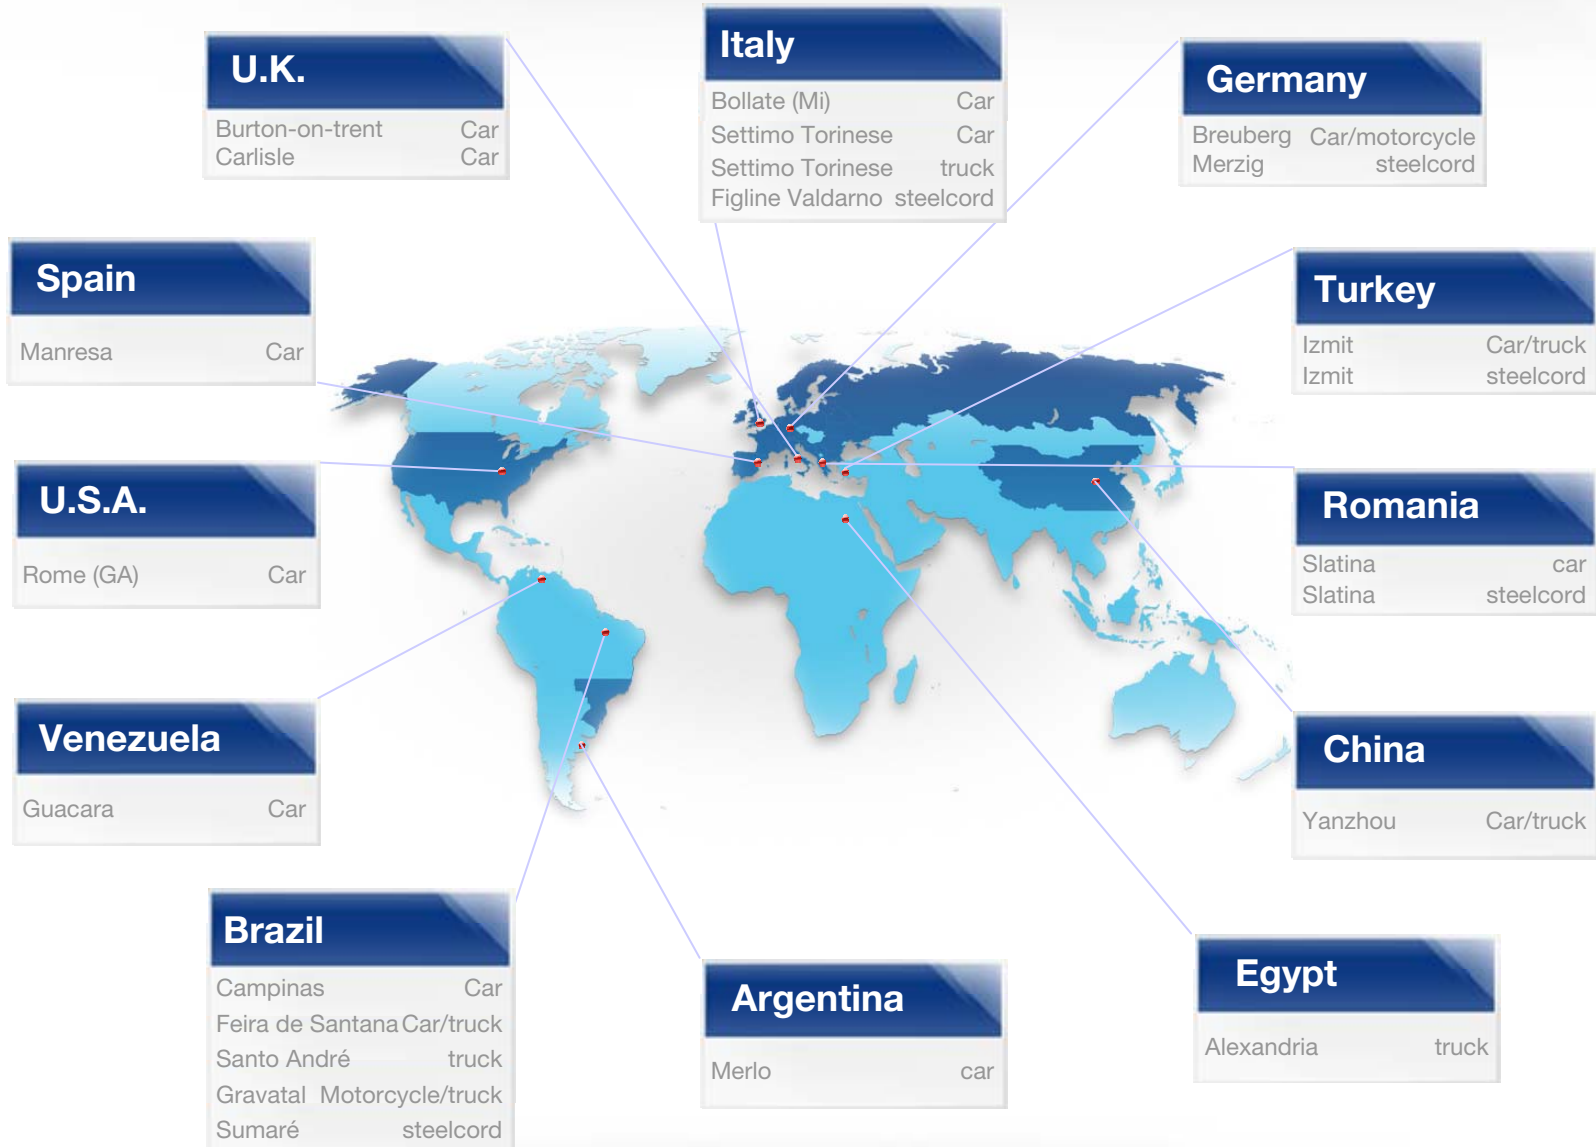 U.K.
Burton-on-trent Car
Carlisle Car
Italy
Bollate (Mi) Car
Settimo Torinese Car
Settimo Torinese truck
Figline Valdarno steelcord
Germany
Breuberg Car/motorcycle
Merzig steelcord
Spain
Manresa Car
Turkey
Izmit Car/truck
Izmit steelcord
U.S.A.
Rome (GA) Car
Romania
Slatina car
Slatina steelcord
Venezuela
Guacara Car
China
Yanzhou Car/truck
Brazil
Campinas Car
Feira de Santana Car/truck
Santo André truck
Gravatal Motorcycle/truck
Sumaré steelcord
Argentina
Merlo car
Egypt
Alexandria truck